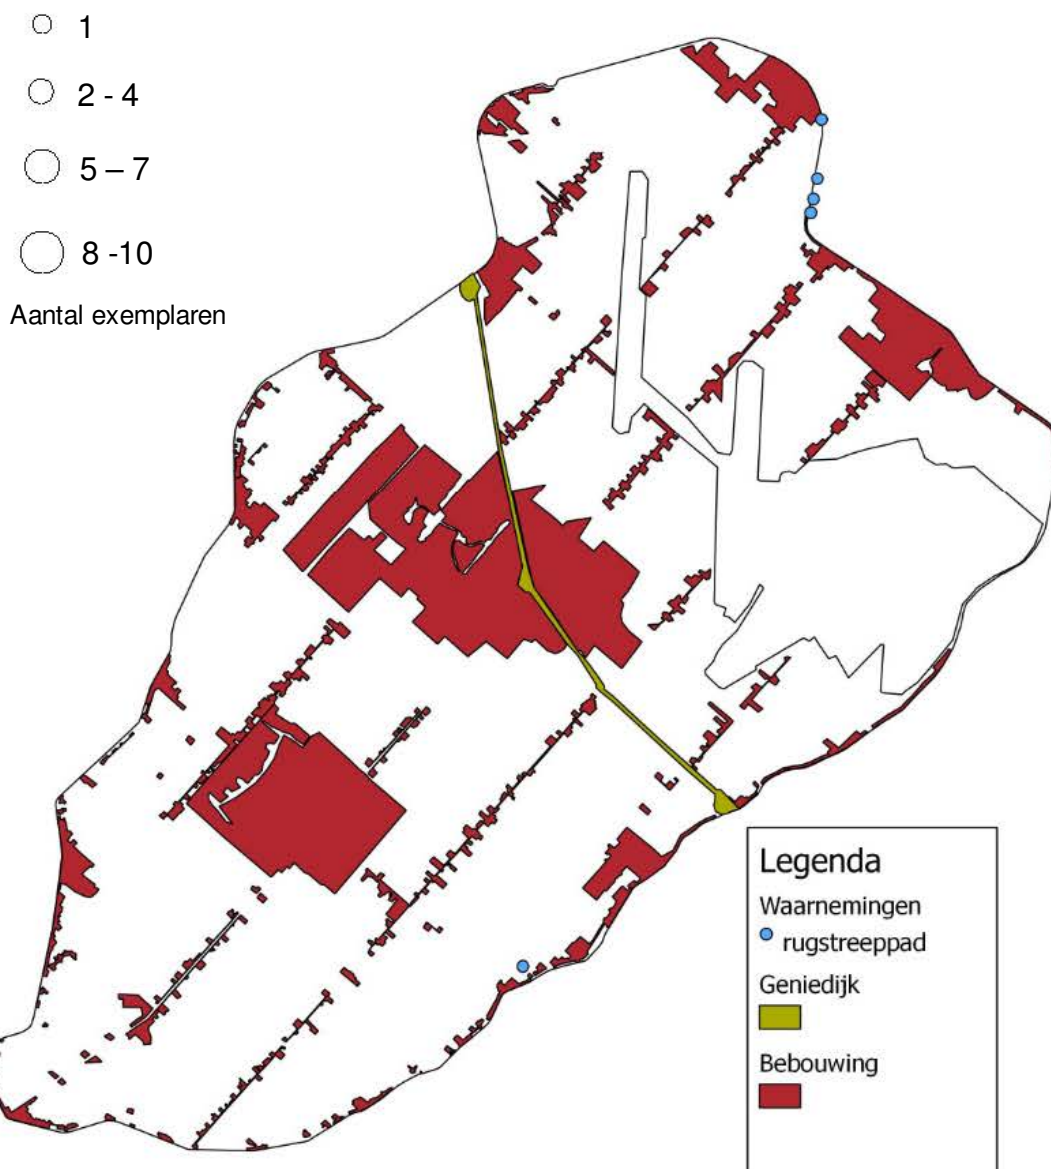 1
2 - 4
5 – 7
8 -10
Aantal exemplaren
Legenda
Waarnemingen
rugstreeppad
Geniedijk
Bebouwing